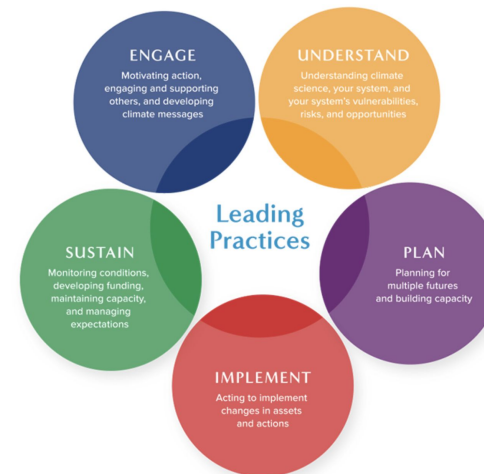 ENGAGE
Motivating action,
engaging and supporting
others, and developing
climate messages
UNDERSTAND
Understanding climate
science, your system, and
your system's vulnerabilities,
risks, and opportunities
Leading
Practices
SUSTAIN
Monitoring conditions,
developing funding,
maintaining capacity,
and managing
expectations
PLAN
Planning for
multiple futures
and building capacity
IMPLEMENT
Acting to implement
changes in assets
and actions